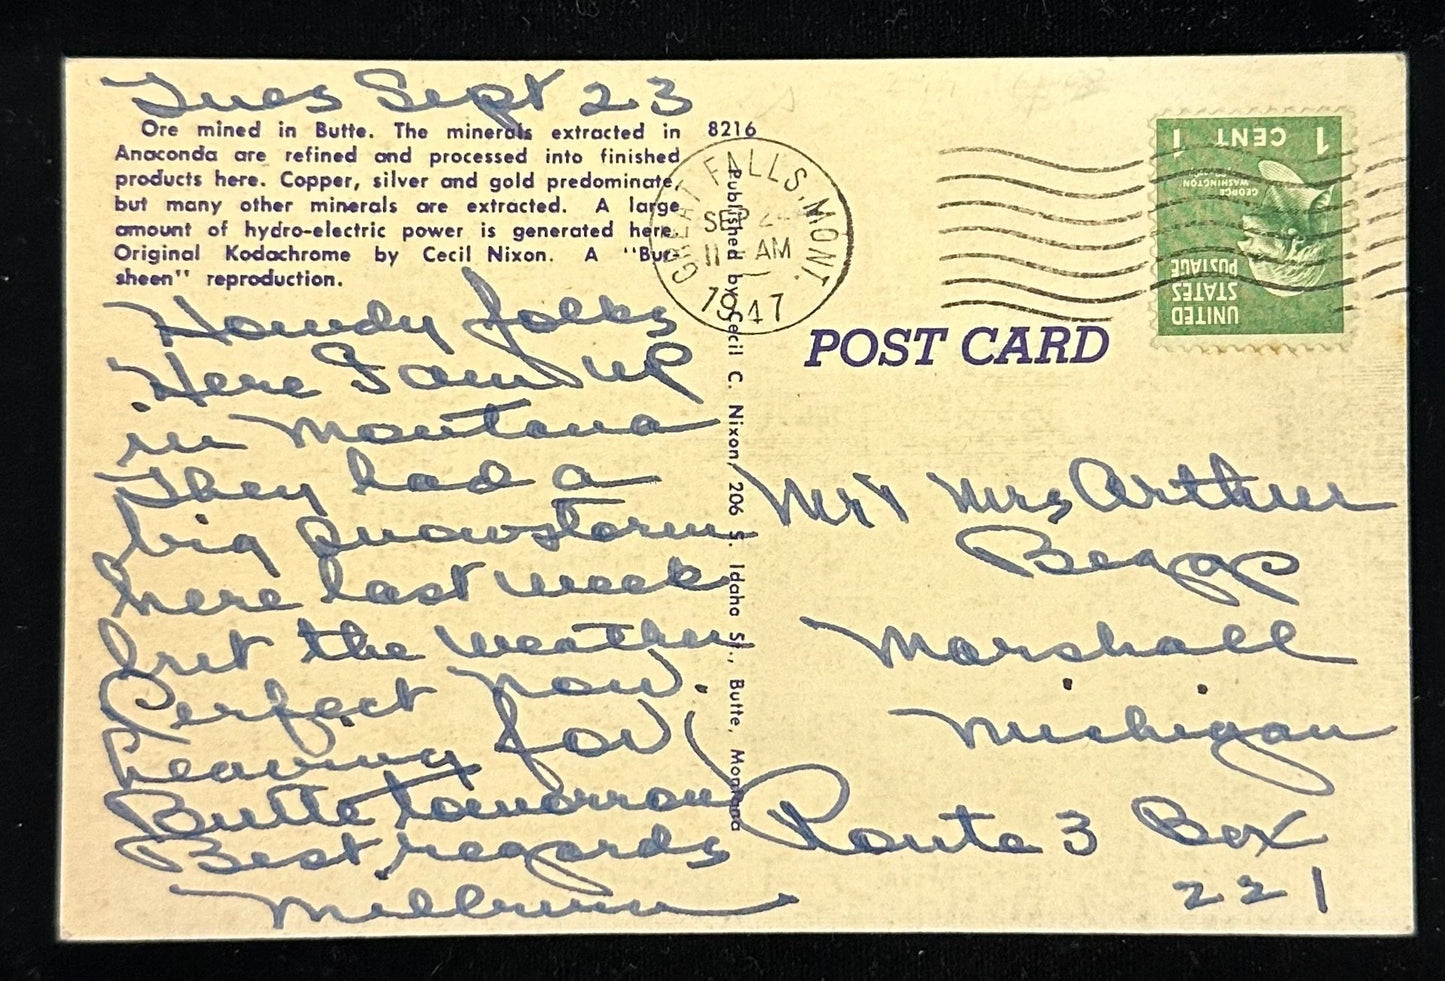 Tues Sept 23
Ore mined in Butte. The minerals extracted in
Anaconda are refined and processed into finished
products here. Copper, silver and gold predominate,
but many other minerals are extracted. A large
amount of hydro-electric power is generated here.
Original Kodachrome by Cecil Nixon. A "Buc-
sheen" reproduction.
Howdy folks
Here I am up
in Montana
They had a
big snowstorm
here last week
but the weather
Perfect now.
Leaving for
Butte tomorrow
Best regards
8216
Published by Cecil C. Nixon, 206 S. Idaho St., Butte, Montana
GREAT FALLS, MONT.
SEP 24
11 - AM
1947
POST CARD
1 CENT 1
GEORGE
WASHINGTON
UNITED
STATES
POSTAGE
Mr & Mrs Arthur
Marshall
Michigan
Route 3 Box
221